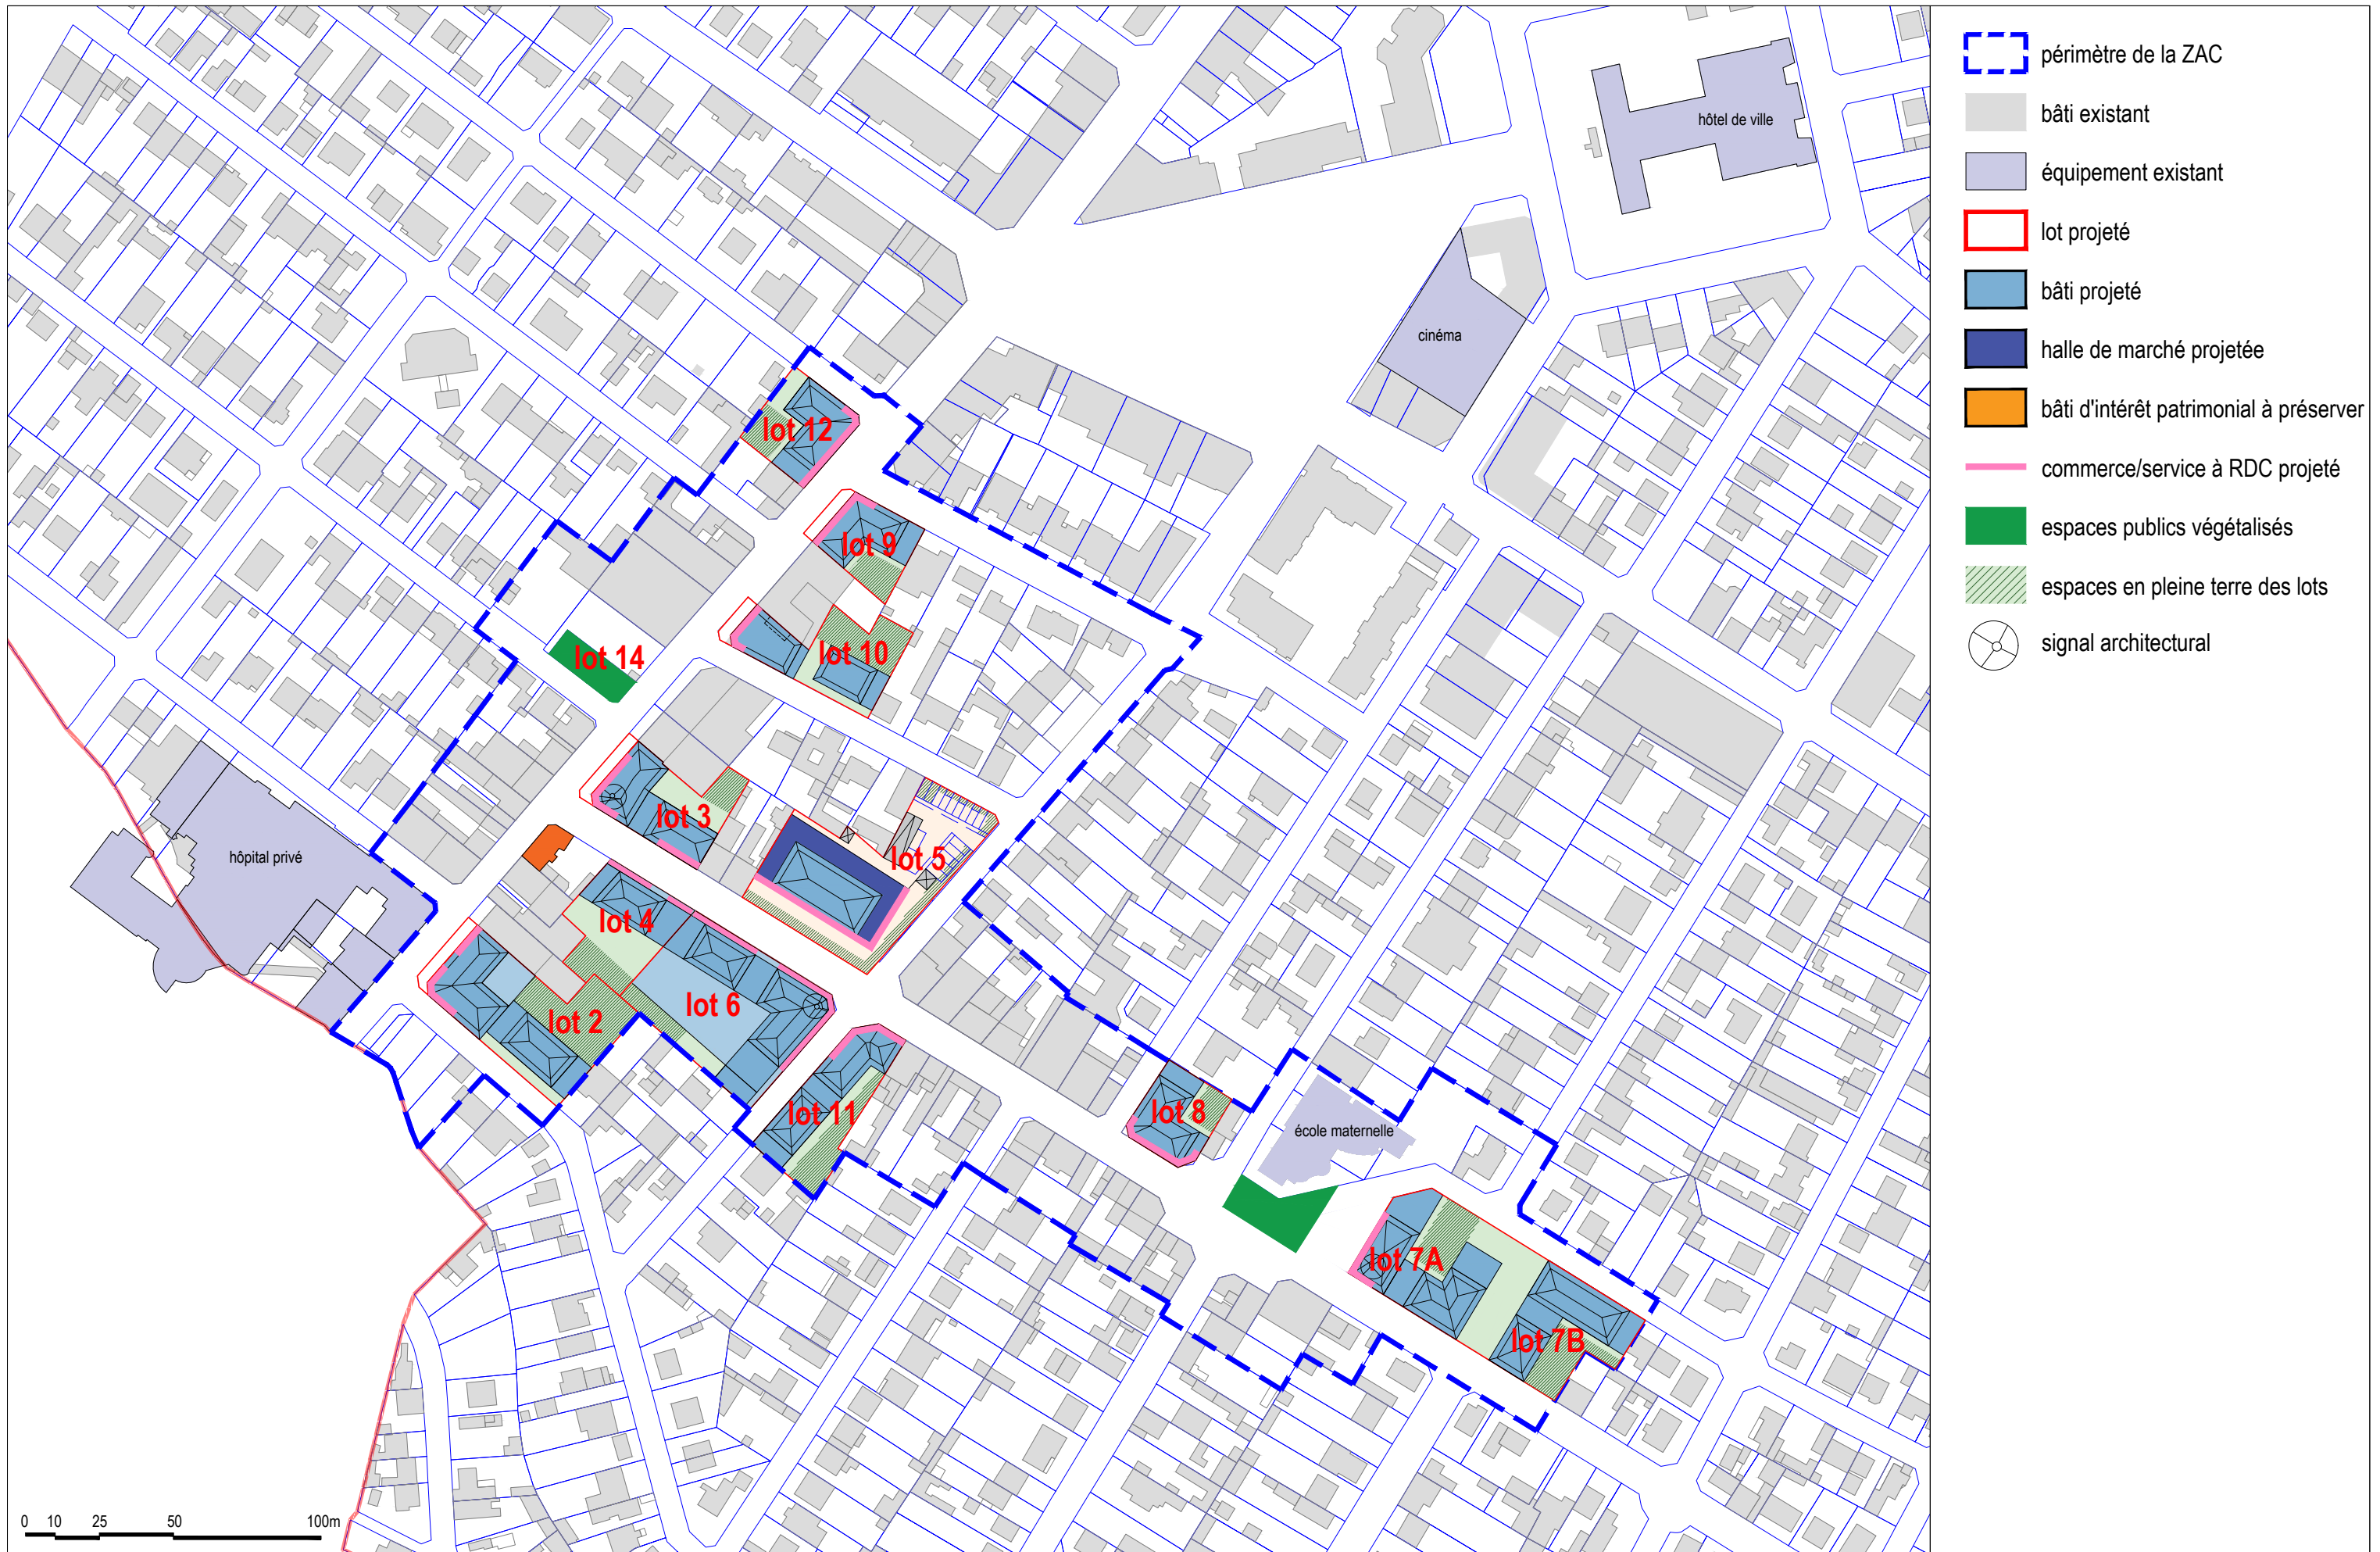 hôtel de ville
cinéma
lot 12
lot 9
lot 10
lot 14
lot 3
lot 5
hôpital privé
lot 4
lot 6
lot 2
lot 11
lot 8
école maternelle
lot 7A
lot 7B
0 10 25 50 100m
périmètre de la ZAC
bâti existant
équipement existant
lot projeté
bâti projeté
halle de marché projetée
bâti d'intérêt patrimonial à préserver
commerce/service à RDC projeté
espaces publics végétalisés
espaces en pleine terre des lots
signal architectural